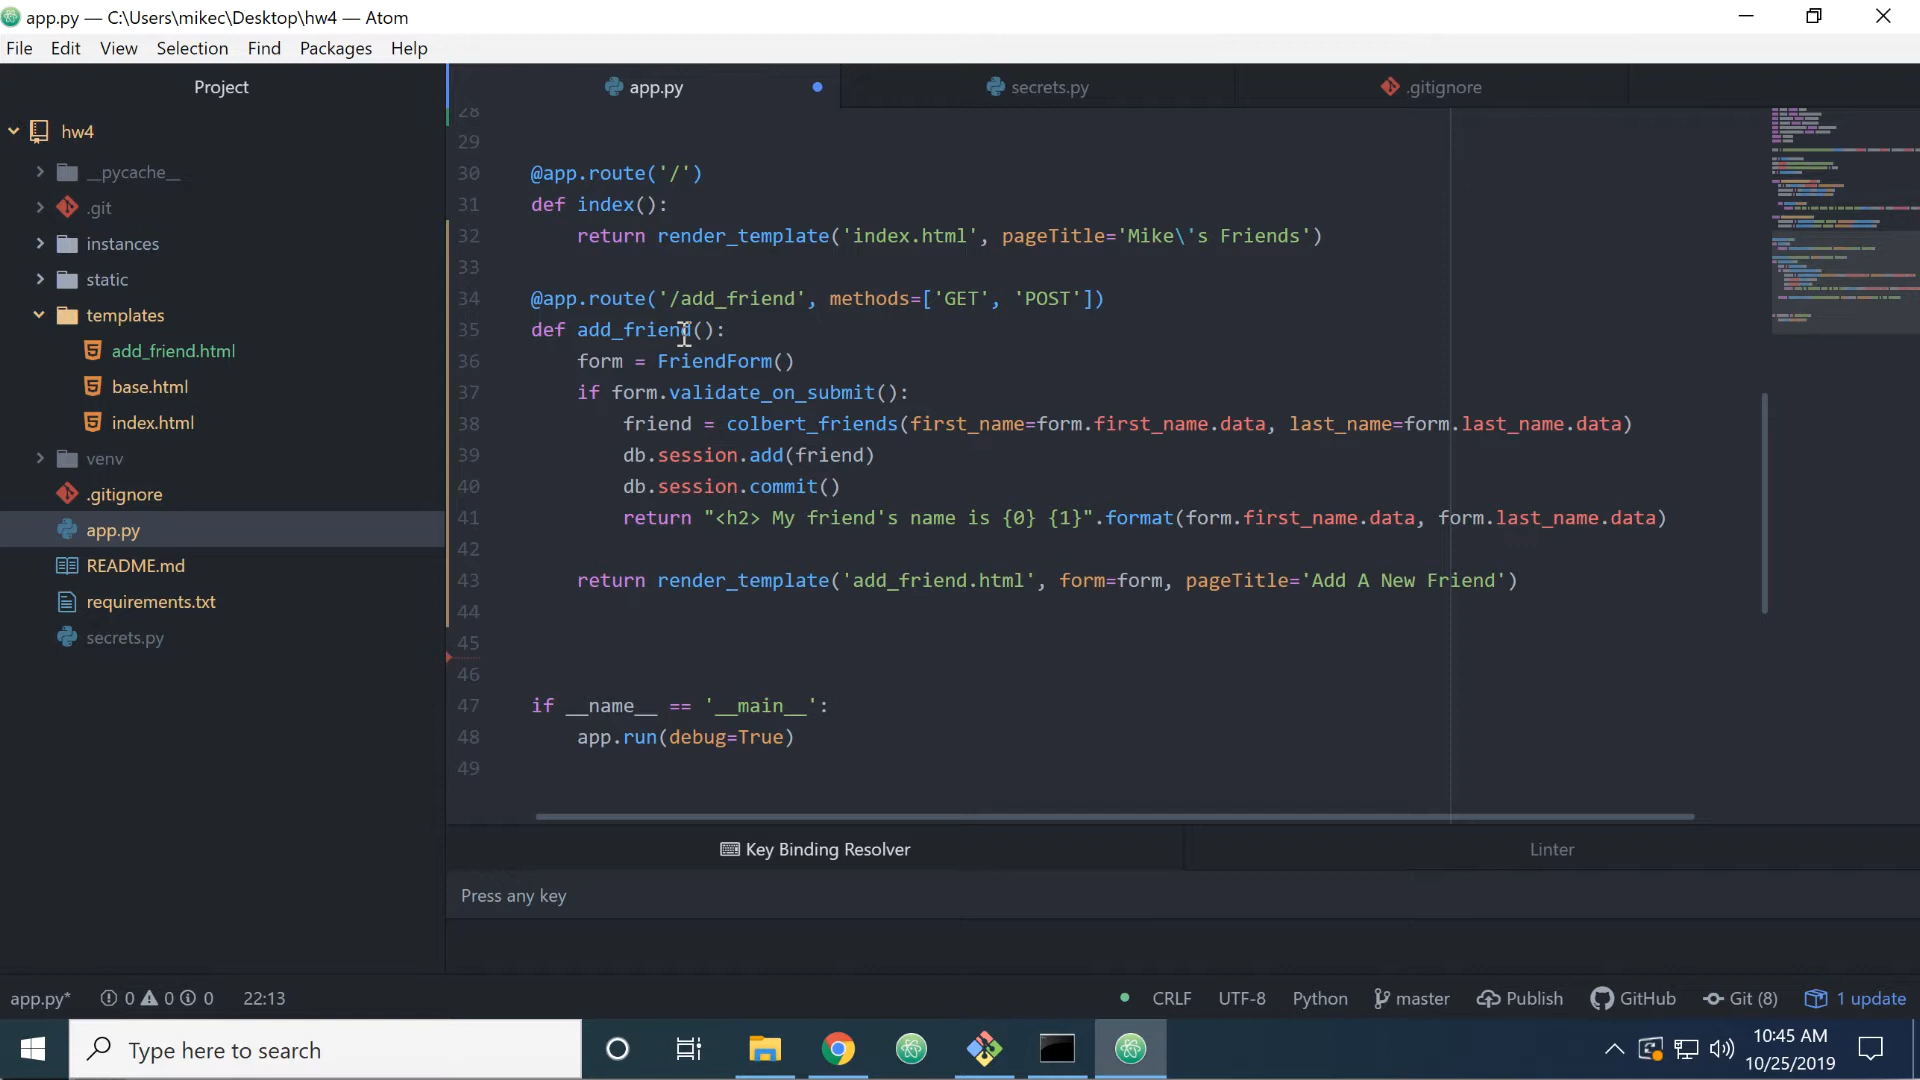 app.py — C:\Users\mikec\Desktop\hw4 — Atom
File Edit View Selection Find Packages Help
Project
hw4
__pycache__
.git
instances
static
templates
add_friend.html
base.html
index.html
venv
.gitignore
app.py
README.md
requirements.txt
secrets.py
app.py secrets.py .gitignore
28
29
30 @app.route('/')
31 def index():
32 return render_template('index.html', pageTitle='Mike\'s Friends')
33
34 @app.route('/add_friend', methods=['GET', 'POST'])
35 def add_friend():
36 form = FriendForm()
37 if form.validate_on_submit():
38 friend = colbert_friends(first_name=form.first_name.data, last_name=form.last_name.data)
39 db.session.add(friend)
40 db.session.commit()
41 return "<h2> My friend's name is {0} {1}".format(form.first_name.data, form.last_name.data)
42
43 return render_template('add_friend.html', form=form, pageTitle='Add A New Friend')
44
45
46
47 if __name__ == '__main__':
48 app.run(debug=True)
49
Key Binding Resolver Linter
Press any key
app.py* 0 0 0 22:13 CRLF UTF-8 Python master Publish GitHub Git (8) 1 update
Type here to search
10:45 AM
10/25/2019